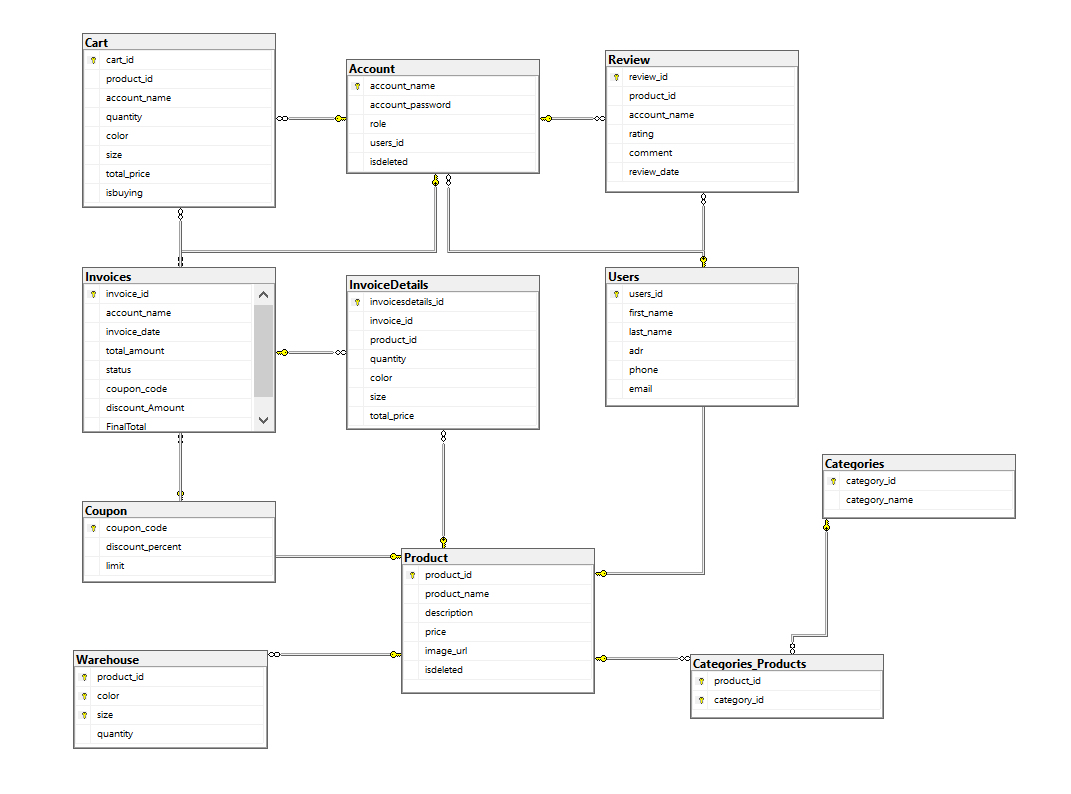 Cart
cart_id
product_id
account_name
quantity
color
size
total_price
isbuying
Account
account_name
account_password
role
users_id
isdeleted
Review
review_id
product_id
account_name
rating
comment
review_date
Invoices
invoice_id
account_name
invoice_date
total_amount
status
coupon_code
discount_Amount
FinalTotal
InvoiceDetails
invoicesdetails_id
invoice_id
product_id
quantity
color
size
total_price
Users
users_id
first_name
last_name
adr
phone
email
Categories
category_id
category_name
Coupon
coupon_code
discount_percent
limit
Product
product_id
product_name
description
price
image_url
isdeleted
Warehouse
product_id
color
size
quantity
Categories_Products
product_id
category_id